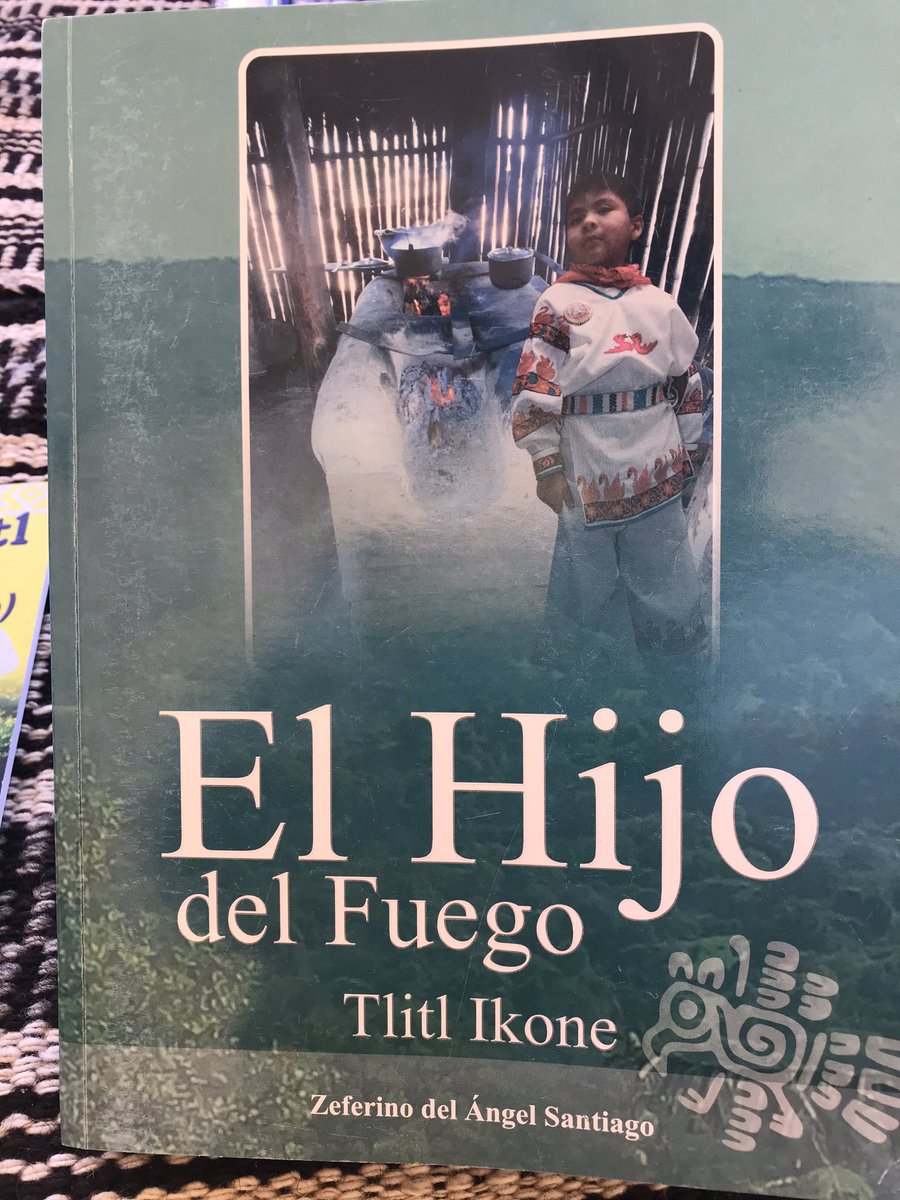 El Hijo
del Fuego
Tlitl Ikone
Zeferino del Ángel Santiago